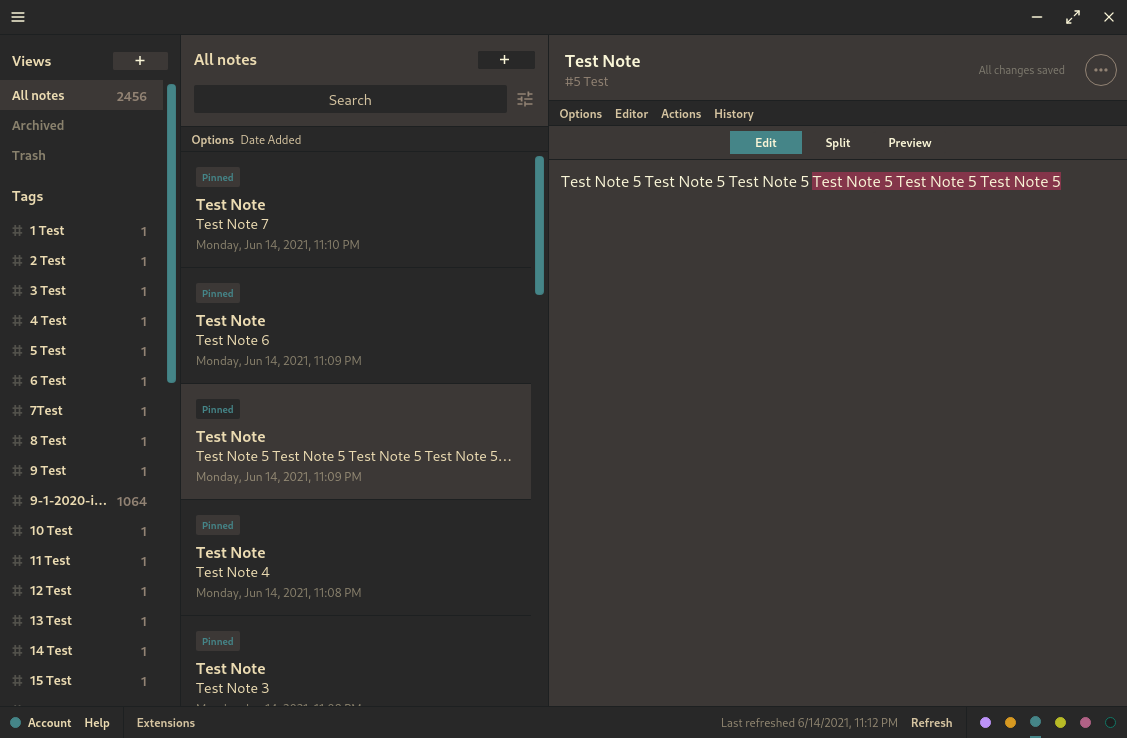 Views
+
All notes 2456
Archived
Trash
Tags
# 1 Test 1
# 2 Test 1
# 3 Test 1
# 4 Test 1
# 5 Test 1
# 6 Test 1
# 7Test 1
# 8 Test 1
# 9 Test 1
# 9-1-2020-i... 1064
# 10 Test 1
# 11 Test 1
# 12 Test 1
# 13 Test 1
# 14 Test 1
# 15 Test 1
All notes
+
Search
Options Date Added
Pinned
Test Note
Test Note 7
Monday, Jun 14, 2021, 11:10 PM
Pinned
Test Note
Test Note 6
Monday, Jun 14, 2021, 11:09 PM
Pinned
Test Note
Test Note 5 Test Note 5 Test Note 5 Test Note 5...
Monday, Jun 14, 2021, 11:09 PM
Pinned
Test Note
Test Note 4
Monday, Jun 14, 2021, 11:08 PM
Pinned
Test Note
Test Note 3
Test Note
#5 Test
All changes saved
Options Editor Actions History
Edit Split Preview
Test Note 5 Test Note 5 Test Note 5 Test Note 5 Test Note 5 Test Note 5
Account Help Extensions
Last refreshed 6/14/2021, 11:12 PM Refresh